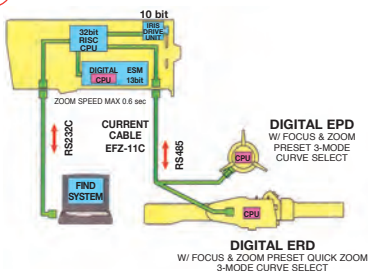 10 bit
32bit
RISC
CPU
IRIS
DRIVE
UNIT
DIGITAL ESM
CPU 13bit
ZOOM SPEED MAX 0.6 sec
RS232C
CURRENT
CABLE
EFZ-11C
RS485
DIGITAL EPD
W/ FOCUS & ZOOM
PRESET 3-MODE
CURVE SELECT
CPU
FIND
SYSTEM
CPU
DIGITAL ERD
W/ FOCUS & ZOOM PRESET QUICK ZOOM
3-MODE CURVE SELECT